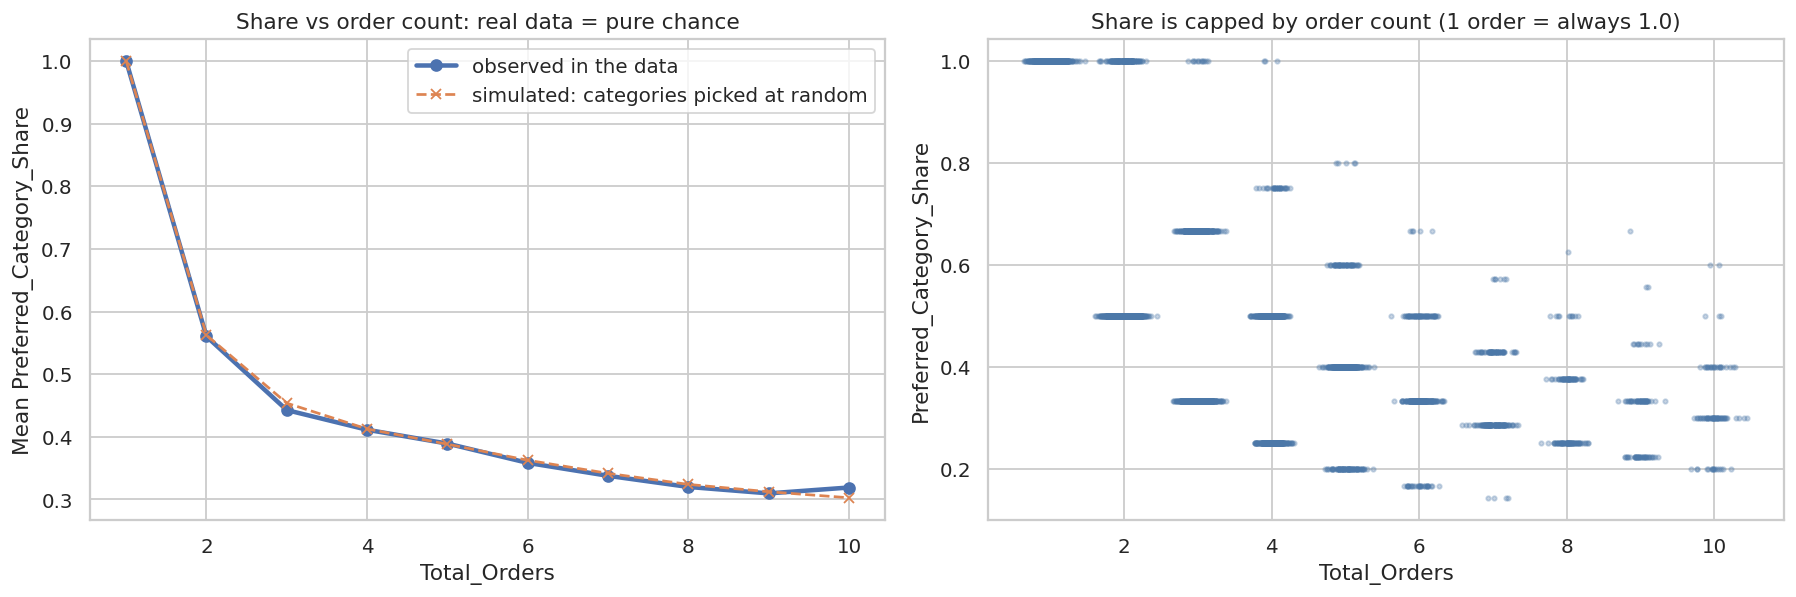 Share vs order count: real data = pure chance
Mean Preferred_Category_Share
1.0
0.9
0.8
0.7
0.6
0.5
0.4
0.3
observed in the data
simulated: categories picked at random
2
4
6
8
10
Total_Orders
Share is capped by order count (1 order = always 1.0)
Preferred_Category_Share
1.0
0.8
0.6
0.4
0.2
2
4
6
8
10
Total_Orders